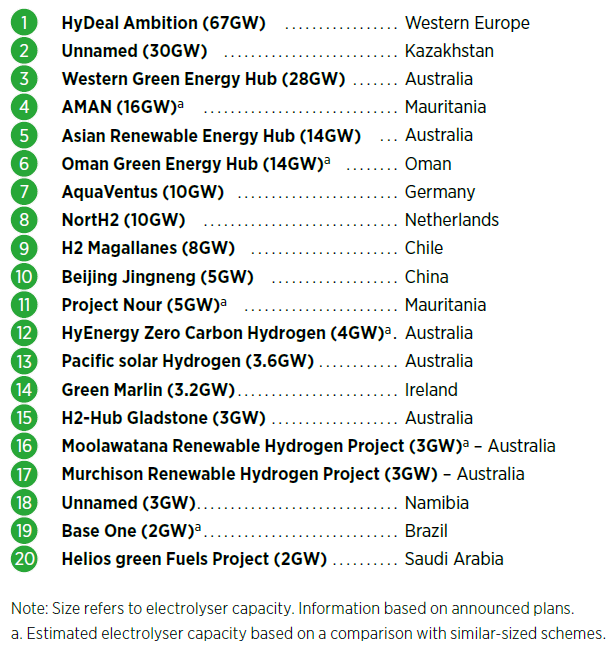 1 HyDeal Ambition (67GW) ................. Western Europe
2 Unnamed (30GW) .......................... Kazakhstan
3 Western Green Energy Hub (28GW) ....... Australia
4 AMAN (16GW)ª ............................. Mauritania
5 Asian Renewable Energy Hub (14GW) ... Australia
6 Oman Green Energy Hub (14GW)ª ........ Oman
7 AquaVentus (10GW) ........................ Germany
8 NortH2 (10GW) ............................. Netherlands
9 H2 Magallanes (8GW) ...................... Chile
10 Beijing Jingneng (5GW) ................... China
11 Project Nour (5GW)ª ....................... Mauritania
12 HyEnergy Zero Carbon Hydrogen (4GW)ª. Australia
13 Pacific solar Hydrogen (3.6GW) ............ Australia
14 Green Marlin (3.2GW)........................ Ireland
15 H2-Hub Gladstone (3GW) ................... Australia
16 Moolawatana Renewable Hydrogen Project (3GW)ª – Australia
17 Murchison Renewable Hydrogen Project (3GW) – Australia
18 Unnamed (3GW).............................. Namibia
19 Base One (2GW)ª............................. Brazil
20 Helios green Fuels Project (2GW) .......... Saudi Arabia
Note: Size refers to electrolyser capacity. Information based on announced plans.
a. Estimated electrolyser capacity based on a comparison with similar-sized schemes.